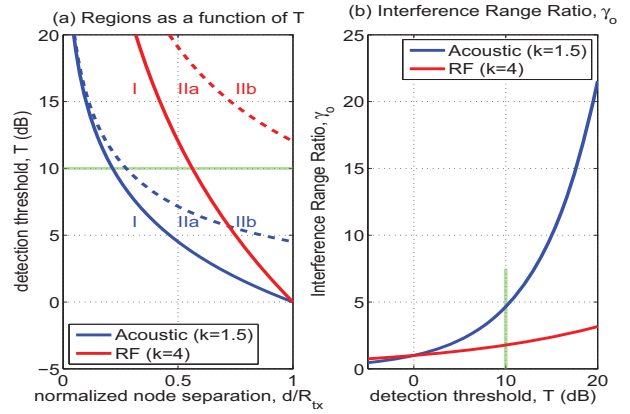 (a) Regions as a function of T
20
15
10
5
0
−5
detection threshold, T (dB)
I
IIa
IIb
I
IIa
IIb
Acoustic (k=1.5)
RF (k=4)
0
0.5
1
normalized node separation, d/Rtx
(b) Interference Range Ratio, γo
25
20
15
10
5
0
Interference Range Ratio, γo
Acoustic (k=1.5)
RF (k=4)
0
10
20
detection threshold, T (dB)